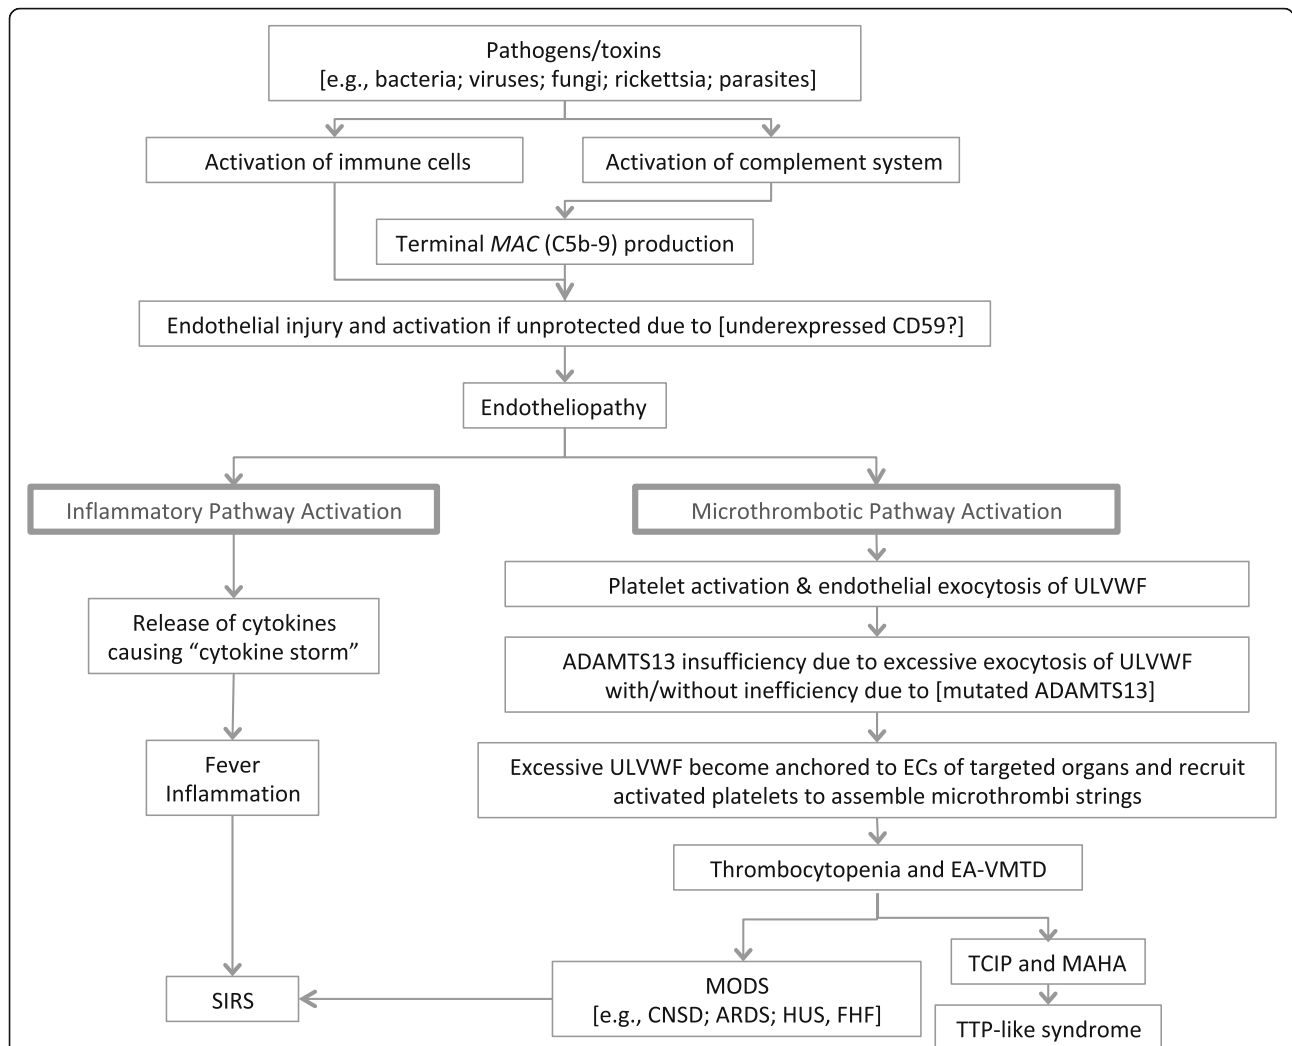 Pathogens/toxins
[e.g., bacteria; viruses; fungi; rickettsia; parasites]
Activation of immune cells
Activation of complement system
Terminal MAC (C5b-9) production
Endothelial injury and activation if unprotected due to [underexpressed CD59?]
Endotheliopathy
Inflammatory Pathway Activation
Microthrombotic Pathway Activation
Platelet activation & endothelial exocytosis of ULVWF
Release of cytokines
causing “cytokine storm”
ADAMTS13 insufficiency due to excessive exocytosis of ULVWF
with/without inefficiency due to [mutated ADAMTS13]
Fever
Inflammation
Excessive ULVWF become anchored to ECs of targeted organs and recruit
activated platelets to assemble microthrombi strings
Thrombocytopenia and EA-VMTD
SIRS
MODS
[e.g., CNSD; ARDS; HUS, FHF]
TCIP and MAHA
TTP-like syndrome